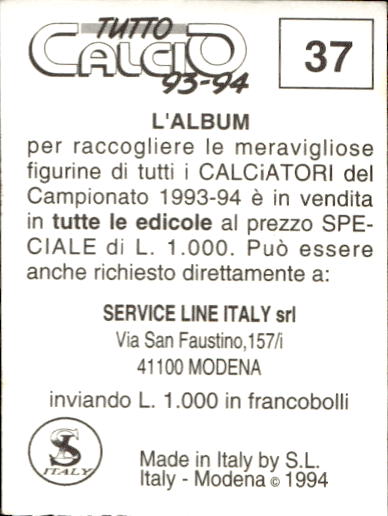 TUTTO
CALCIO
93-94
37
L'ALBUM
per raccogliere le meravigliose
figurine di tutti i CALCiATORI del
Campionato 1993-94 è in vendita
in tutte le edicole al prezzo SPE-
CIALE di L. 1.000. Può essere
anche richiesto direttamente a:
SERVICE LINE ITALY srl
Via San Faustino,157/i
41100 MODENA
inviando L. 1.000 in francobolli
SL
ITALY
Made in Italy by S.L.
Italy - Modena © 1994